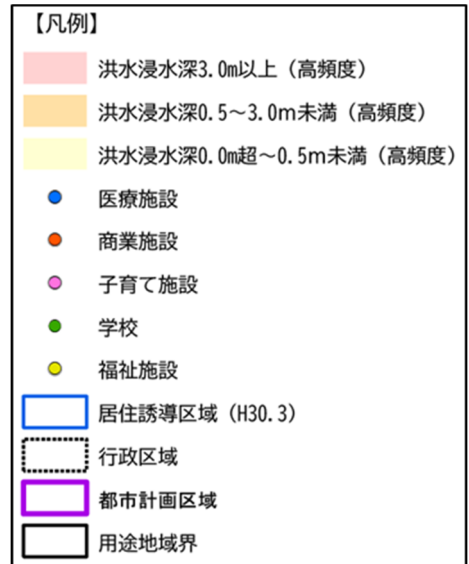 【凡例】
洪水浸水深3.0m以上（高頻度）
洪水浸水深0.5～3.0m未満（高頻度）
洪水浸水深0.0m超～0.5m未満（高頻度）
医療施設
商業施設
子育て施設
学校
福祉施設
居住誘導区域（H30.3）
行政区域
都市計画区域
用途地域界